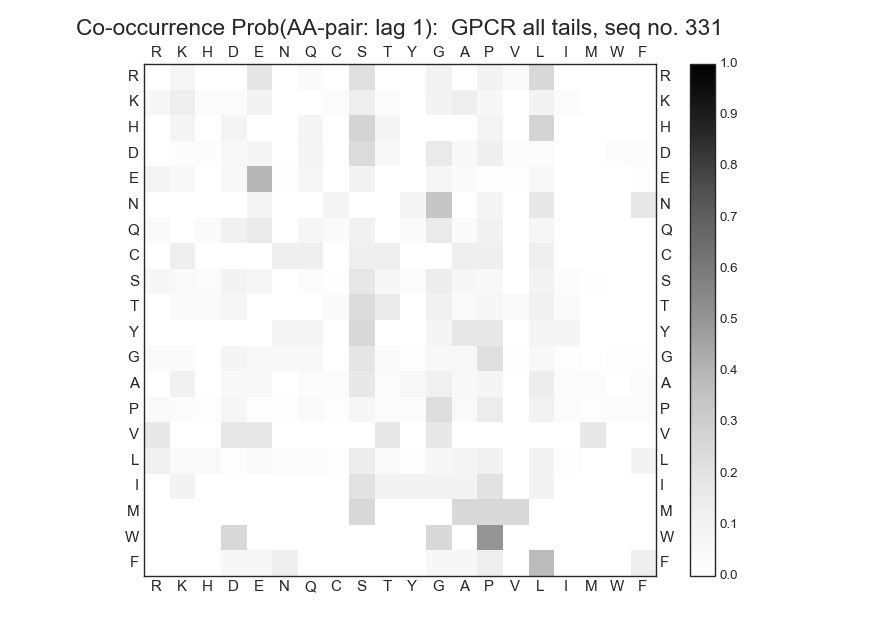 Co-occurrence Prob(AA-pair: lag 1):  GPCR all tails, seq no. 331
R K H D E N Q C S T Y G A P V L I M W F
R R 1.0
K K 0.9
H H
D D 0.8
E E
N N 0.7
Q Q 0.6
C C
S S 0.5
T T
Y Y 0.4
G G
A A
P P 0.3
V V
L L 0.2
I I
M M 0.1
W W
F F 0.0
R K H D E N Q C S T Y G A P V L I M W F